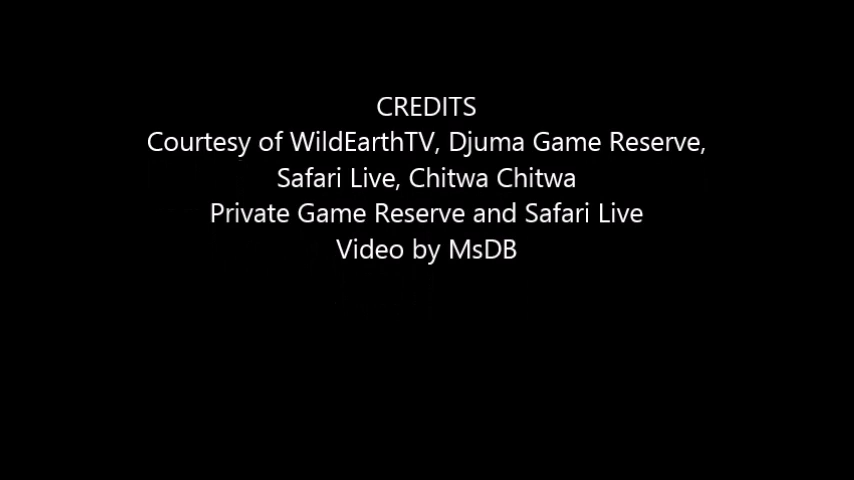 CREDITS
Courtesy of WildEarthTV, Djuma Game Reserve,
Safari Live, Chitwa Chitwa
Private Game Reserve and Safari Live
Video by MsDB